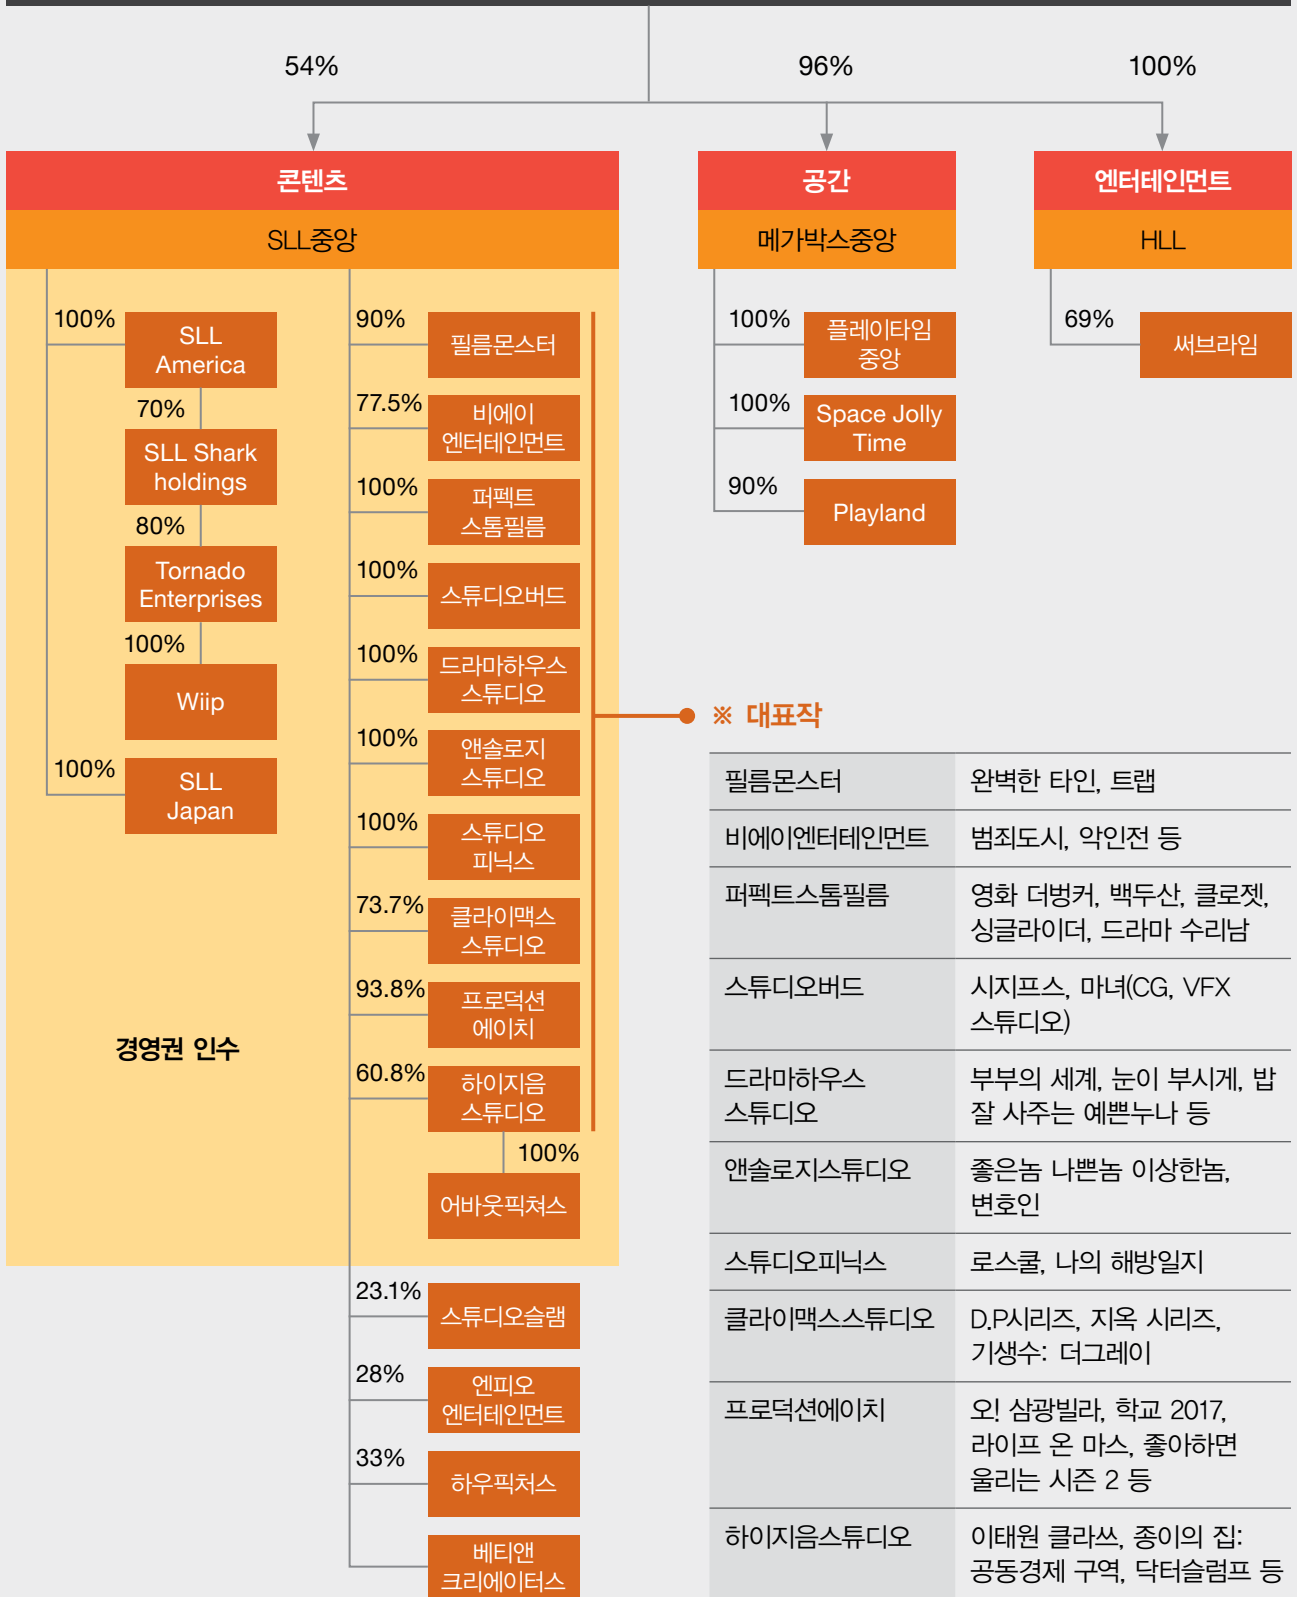 54%
96%
100%
콘텐츠
SLL중앙
공간
메가박스중앙
엔터테인먼트
HLL
100%
SLL
America
70%
SLL Shark
holdings
80%
Tornado
Enterprises
100%
Wiip
100%
SLL
Japan
경영권 인수
90%
필름몬스터
77.5%
비에이
엔터테인먼트
100%
퍼펙트
스톰필름
100%
스튜디오버드
100%
드라마하우스
스튜디오
100%
앤솔로지
스튜디오
100%
스튜디오
피닉스
73.7%
클라이맥스
스튜디오
93.8%
프로덕션
에이치
60.8%
하이지음
스튜디오
100%
어바웃픽쳐스
23.1%
스튜디오슬램
28%
엔피오
엔터테인먼트
33%
하우픽처스
베티앤
크리에이터스
100%
플레이타임
중앙
100%
Space Jolly
Time
90%
Playland
69%
써브라임
※ 대표작
필름몬스터
완벽한 타인, 트랩
비에이엔터테인먼트
범죄도시, 악인전 등
퍼펙트스톰필름
영화 더벙커, 백두산, 클로젯,
싱글라이더, 드라마 수리남
스튜디오버드
시지프스, 마녀(CG, VFX
스튜디오)
드라마하우스
스튜디오
부부의 세계, 눈이 부시게, 밥
잘 사주는 예쁜누나 등
앤솔로지스튜디오
좋은놈 나쁜놈 이상한놈,
변호인
스튜디오피닉스
로스쿨, 나의 해방일지
클라이맥스스튜디오
D.P시리즈, 지옥 시리즈,
기생수: 더그레이
프로덕션에이치
오! 삼광빌라, 학교 2017,
라이프 온 마스, 좋아하면
울리는 시즌 2 등
하이지음스튜디오
이태원 클라쓰, 종이의 집:
공동경제 구역, 닥터슬럼프 등